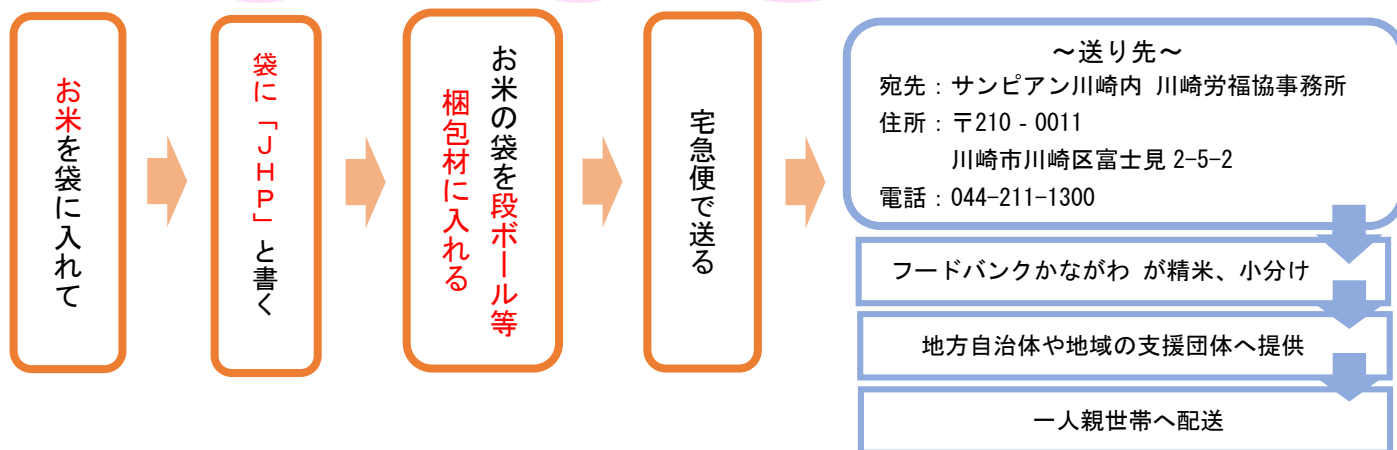 お米を袋に入れて
袋に「JHP」と書く
お米の袋を段ボール等
梱包材に入れる
宅急便で送る
～送り先～
宛先：サンピアン川崎内 川崎労福協事務所
住所：〒210‐0011
川崎市川崎区富士見 2-5-2
電話：044-211-1300
フードバンクかながわ が精米、小分け
地方自治体や地域の支援団体へ提供
一人親世帯へ配送